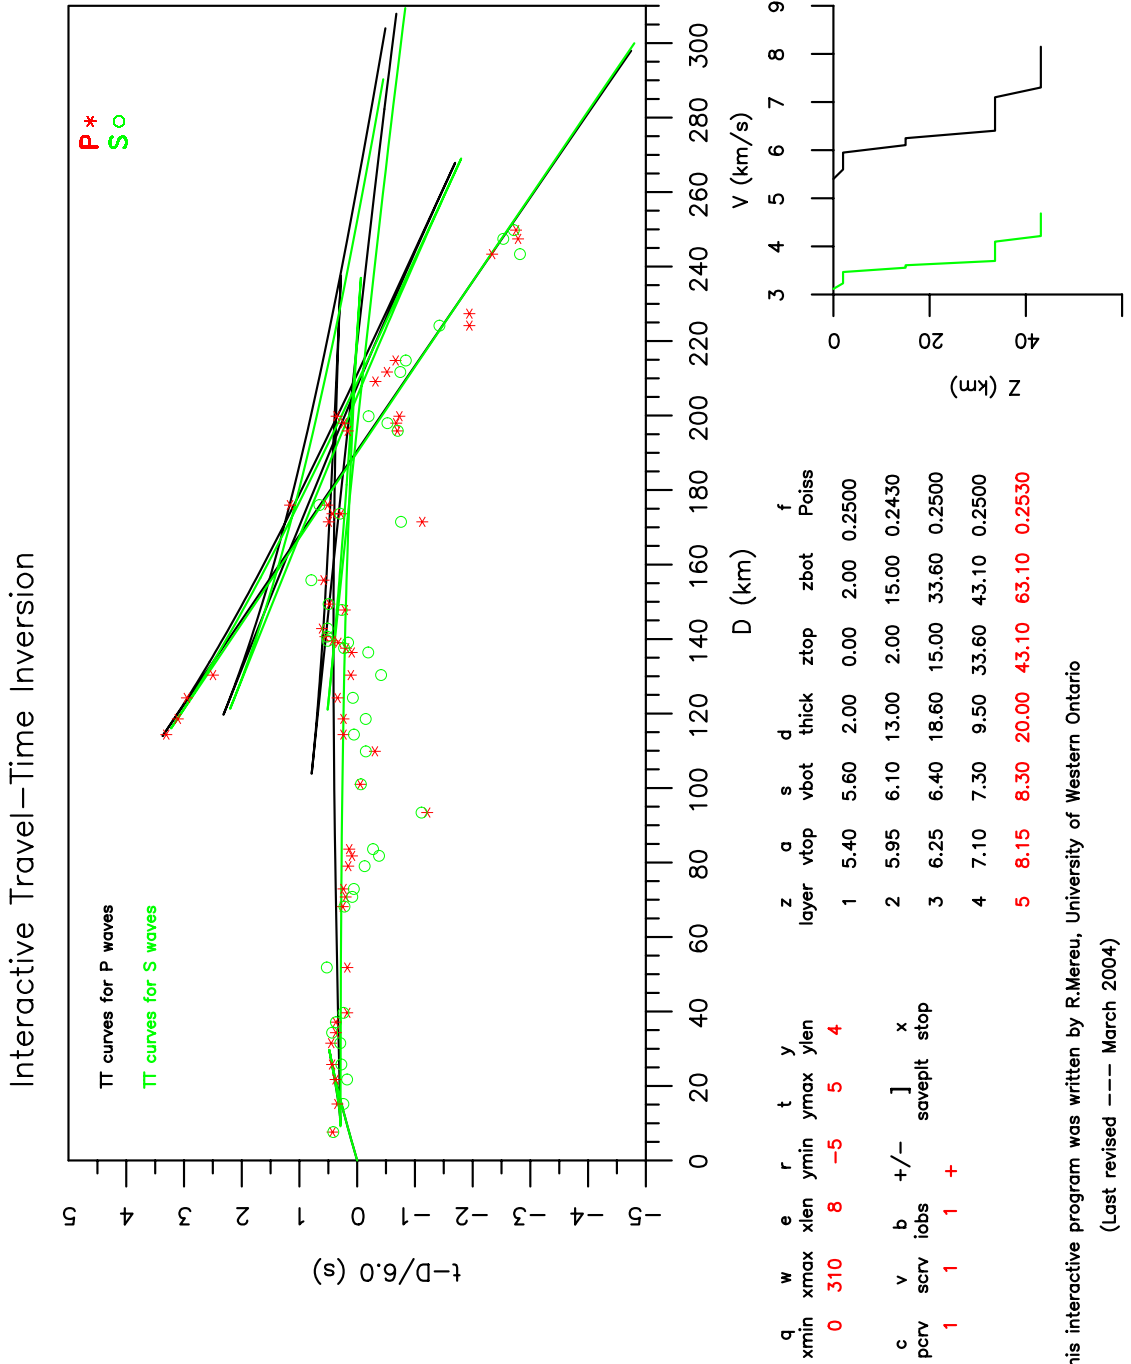 Interactive Travel-Time Inversion
P *
S o
TT curves for P waves
TT curves for S waves
5 4 3 2 1 0 -1 -2 -3 -4 -5
t-D/6.0 (s)
0 20 40 60 80 100 120 140 160 180 200 220 240 260 280 300
D (km)
3 4 5 6 7 8 9
V (km/s)
0 20 40
Z (km)
q w e r t y
xmin xmax xlen ymin ymax ylen
0 310 8 -5 5 4
c v b +/- ] x
pcrv scrv iobs saveplt stop
1 1 1 +
z a s d f
layer vtop vbot thick ztop zbot Poiss
1 5.40 5.60 2.00 0.00 2.00 0.2500
2 5.95 6.10 13.00 2.00 15.00 0.2430
3 6.25 6.40 18.60 15.00 33.60 0.2500
4 7.10 7.30 9.50 33.60 43.10 0.2500
5 8.15 8.30 20.00 43.10 63.10 0.2530
his interactive program was written by R.Mereu, University of Western Ontario
(Last revised --- March 2004)